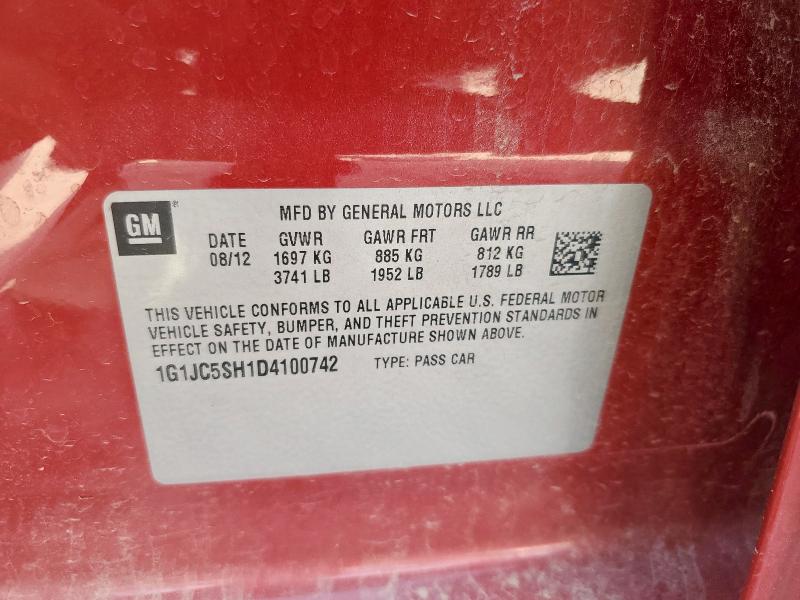 GM
MFD BY GENERAL MOTORS LLC
DATE GVWR GAWR FRT GAWR RR
08/12 1697 KG 885 KG 812 KG
3741 LB 1952 LB 1789 LB
THIS VEHICLE CONFORMS TO ALL APPLICABLE U.S. FEDERAL MOTOR
VEHICLE SAFETY, BUMPER, AND THEFT PREVENTION STANDARDS IN
EFFECT ON THE DATE OF MANUFACTURE SHOWN ABOVE.
1G1JC5SH1D4100742 TYPE: PASS CAR